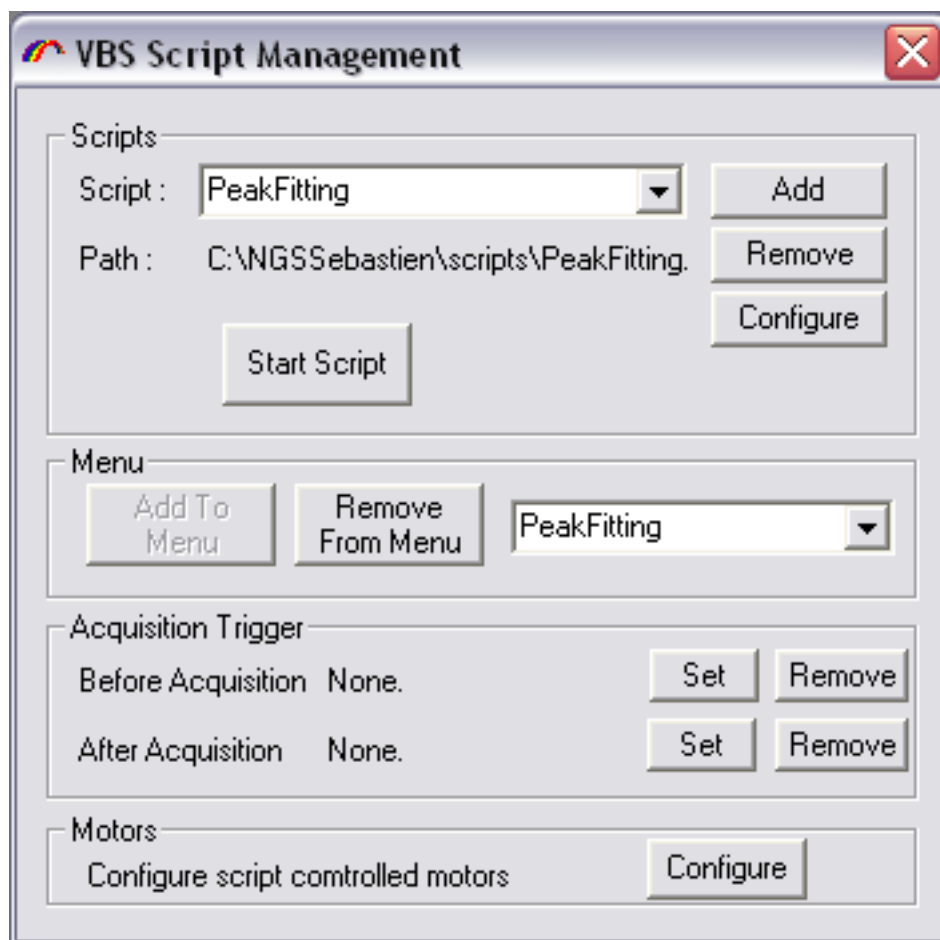 VBS Script Management
Scripts
Script : PeakFitting Add
Path : C:\NGSSebastien\scripts\PeakFitting. Remove
Configure
Start Script
Menu
Add To
Menu
Remove
From Menu
PeakFitting
Acquisition Trigger
Before Acquisition None. Set Remove
After Acquisition None. Set Remove
Motors
Configure script comtrolled motors Configure